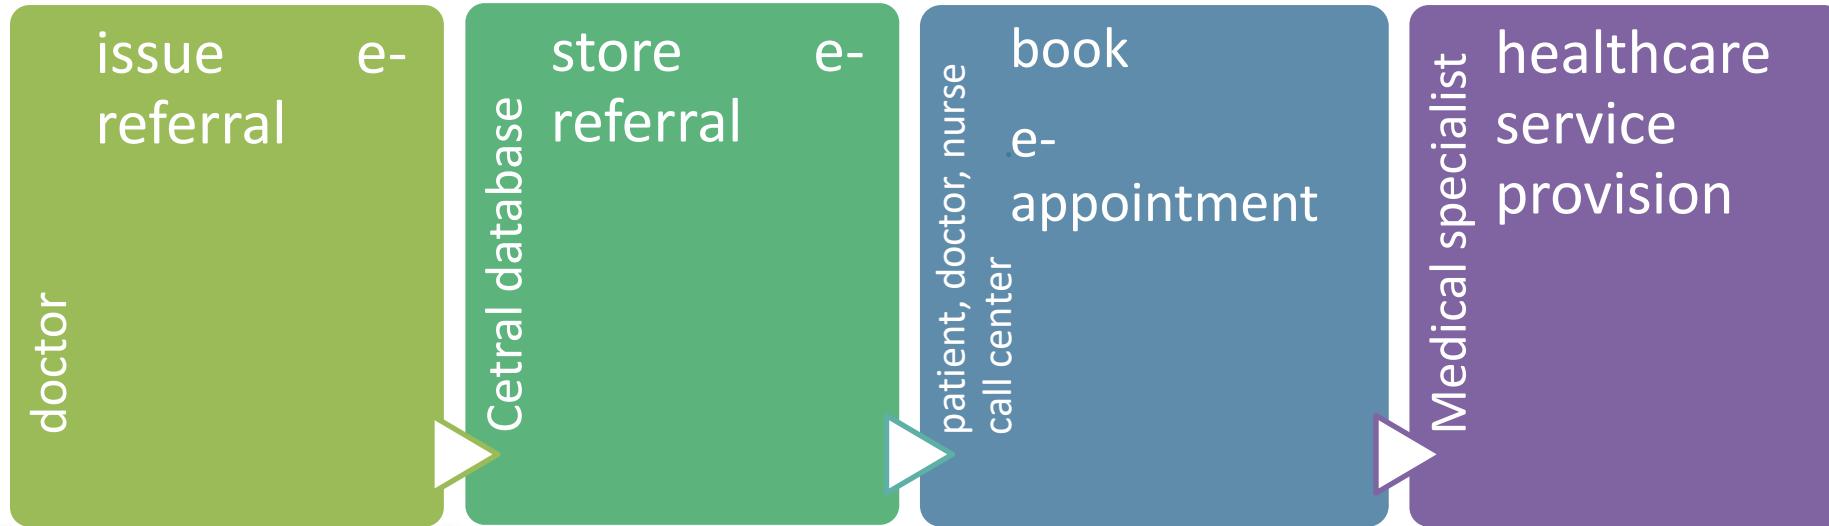 doctor
issue e-
referral
Cetral database
store e-
referral
patient, doctor, nurse
call center
book
e-
appointment
Medical specialist
healthcare
service
provision